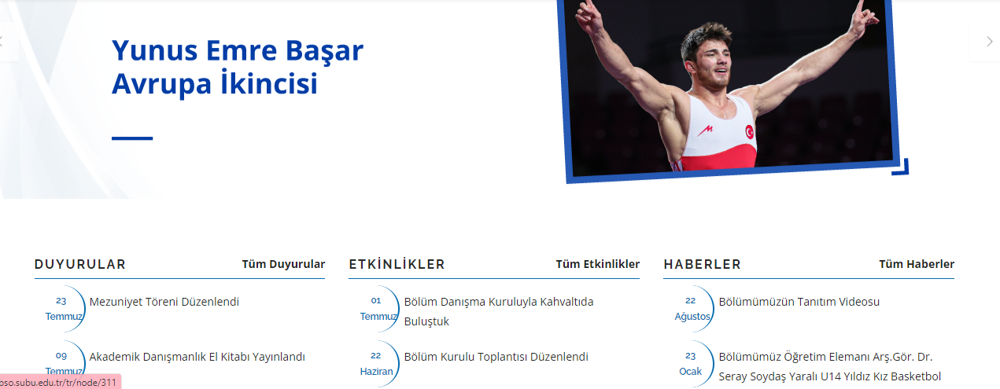 Yunus Emre Başar
Avrupa İkincisi
DUYURULAR
Tüm Duyurular
23
Temmuz
Mezuniyet Töreni Düzenlendi
09
Temmuz
Akademik Danışmanlık El Kitabı Yayınlandı
ETKİNLİKLER
Tüm Etkinlikler
01
Temmuz
Bölüm Danışma Kuruluyla Kahvaltıda
Buluştuk
22
Haziran
Bölüm Kurulu Toplantısı Düzenlendi
HABERLER
Tüm Haberler
22
Ağustos
Bölümümüzün Tanıtım Videosu
23
Ocak
Bölümümüz Öğretim Elemanı Arş.Gör. Dr.
Seray Soydaş Yaralı U14 Yıldız Kız Basketbol
oso.subu.edu.tr/tr/node/311